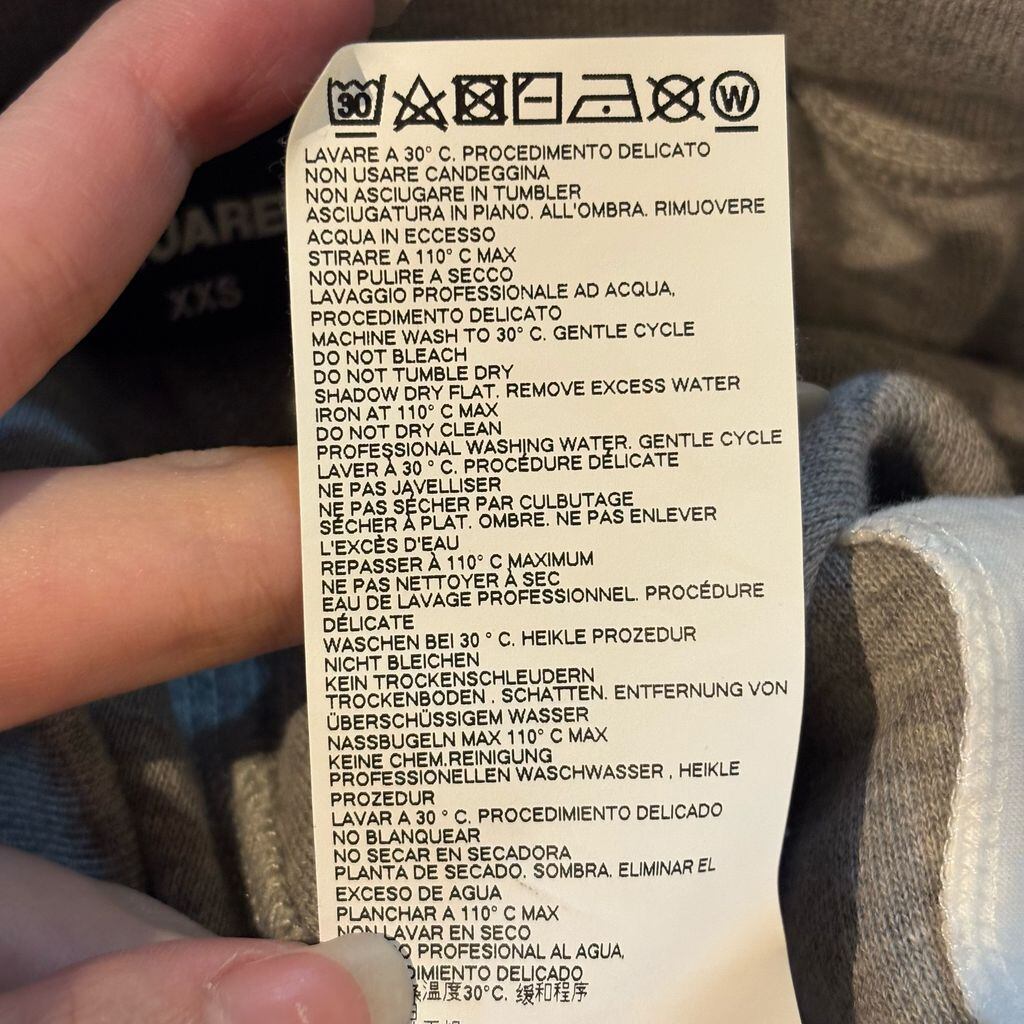 30
W
LAVARE A 30° C. PROCEDIMENTO DELICATO
NON USARE CANDEGGINA
NON ASCIUGARE IN TUMBLER
ASCIUGATURA IN PIANO. ALL'OMBRA. RIMUOVERE
ACQUA IN ECCESSO
STIRARE A 110° C MAX
NON PULIRE A SECCO
LAVAGGIO PROFESSIONALE AD ACQUA,
PROCEDIMENTO DELICATO
MACHINE WASH TO 30° C. GENTLE CYCLE
DO NOT BLEACH
DO NOT TUMBLE DRY
SHADOW DRY FLAT. REMOVE EXCESS WATER
IRON AT 110° C MAX
DO NOT DRY CLEAN
PROFESSIONAL WASHING WATER. GENTLE CYCLE
LAVER À 30 ° C. PROCÉDURE DÉLICATE
NE PAS JAVELLISER
NE PAS SÉCHER PAR CULBUTAGE
SÉCHER À PLAT. OMBRE. NE PAS ENLEVER
L'EXCÈS D'EAU
REPASSER À 110° C MAXIMUM
NE PAS NETTOYER À SEC
EAU DE LAVAGE PROFESSIONNEL. PROCÉDURE
DÉLICATE
WASCHEN BEI 30 ° C. HEIKLE PROZEDUR
NICHT BLEICHEN
KEIN TROCKENSCHLEUDERN
TROCKENBODEN . SCHATTEN. ENTFERNUNG VON
ÜBERSCHÜSSIGEM WASSER
NASSBUGELN MAX 110° C MAX
KEINE CHEM.REINIGUNG
PROFESSIONELLEN WASCHWASSER , HEIKLE
PROZEDUR
LAVAR A 30 ° C. PROCEDIMIENTO DELICADO
NO BLANQUEAR
NO SECAR EN SECADORA
PLANTA DE SECADO. SOMBRA. ELIMINAR EL
EXCESO DE AGUA
PLANCHAR A 110° C MAX
NON LAVAR EN SECO
PROFESIONAL AL AGUA,
DELICADO
温度30°C. 缓和程序
UARE
XXS